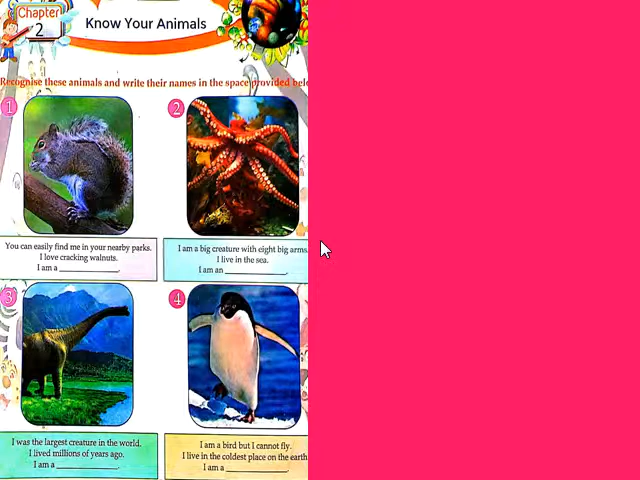 Chapter
2
Know Your Animals
Recognise these animals and write their names in the space provided
1
2
You can easily find me in your nearby parks.
I love cracking walnuts.
I am a ____________.
I am a big creature with eight big arms.
I live in the sea.
I am an ____________.
3
4
I was the largest creature in the world.
I lived millions of years ago.
I am a ____________.
I am a bird but I cannot fly.
I live in the coldest place on the earth
I am a ____________.